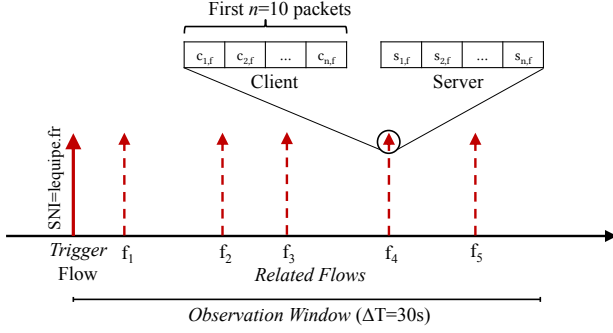 First n=10 packets
c1,f c2,f ... cn,f
s1,f s2,f ... sn,f
Client
Server
SNI=lequipe.fr
Trigger
Flow
f1
f2
f3
f4
f5
Related Flows
Observation Window (ΔT=30s)